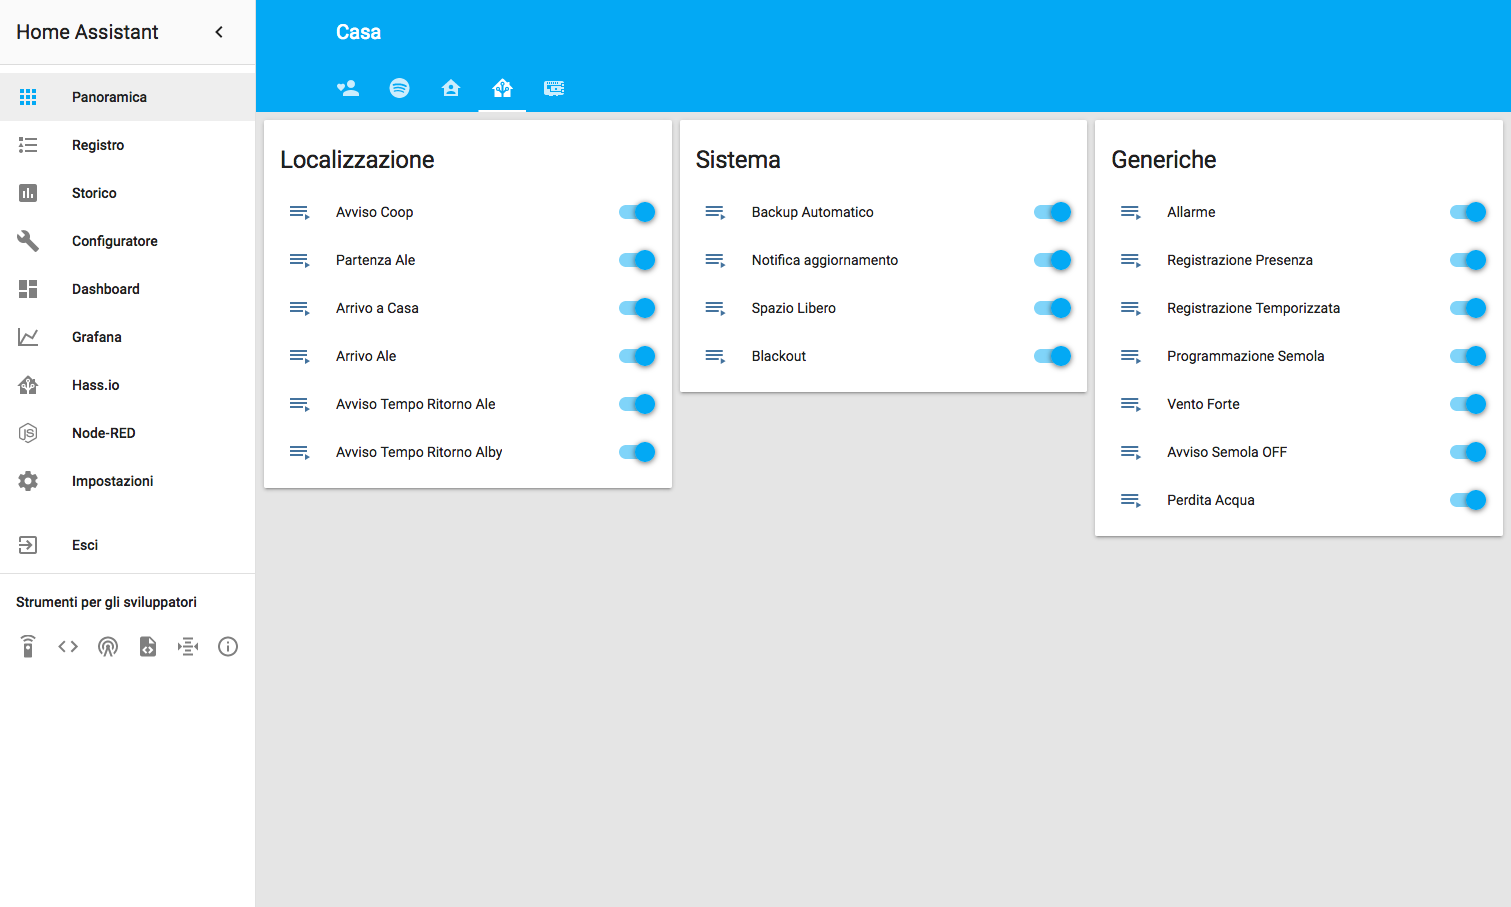 Home Assistant
Panoramica
Registro
Storico
Configuratore
Dashboard
Grafana
Hass.io
Node-RED
Impostazioni
Esci
Strumenti per gli sviluppatori
Casa
Localizzazione
Avviso Coop
Partenza Ale
Arrivo a Casa
Arrivo Ale
Avviso Tempo Ritorno Ale
Avviso Tempo Ritorno Alby
Sistema
Backup Automatico
Notifica aggiornamento
Spazio Libero
Blackout
Generiche
Allarme
Registrazione Presenza
Registrazione Temporizzata
Programmazione Semola
Vento Forte
Avviso Semola OFF
Perdita Acqua